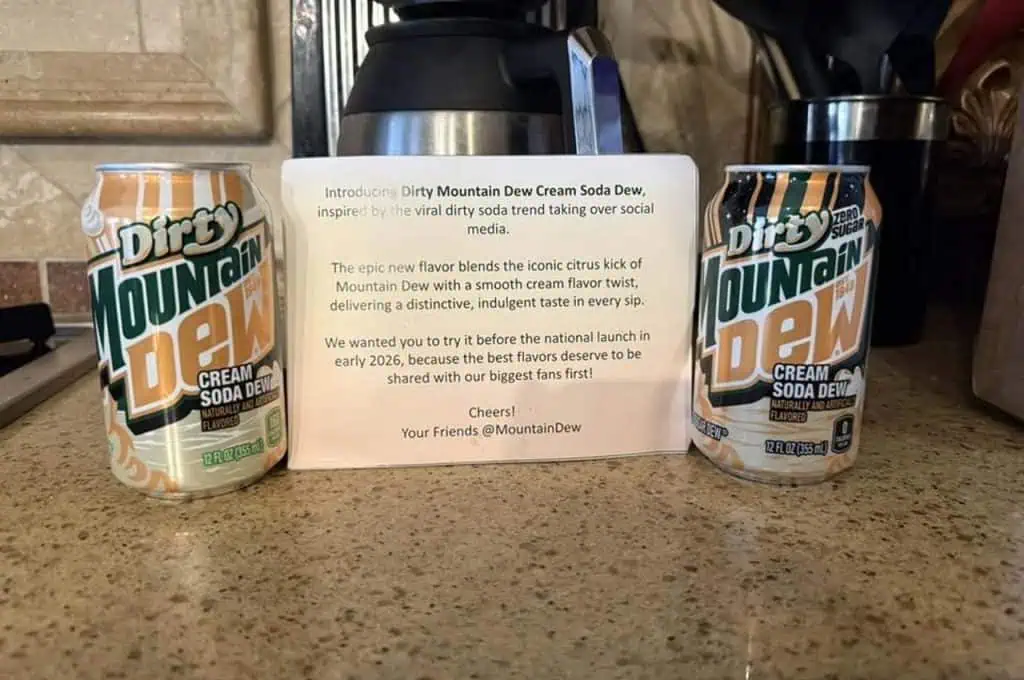 Dirty
MOUNTAIN
DEW
CREAM
SODA DEW
NATURALLY AND ARTIFICIALLY
FLAVORED
12 FL OZ (355 mL)
Introducing Dirty Mountain Dew Cream Soda Dew,
inspired by the viral dirty soda trend taking over social
media.
The epic new flavor blends the iconic citrus kick of
Mountain Dew with a smooth cream flavor twist,
delivering a distinctive, indulgent taste in every sip.
We wanted you to try it before the national launch in
early 2026, because the best flavors deserve to be
shared with our biggest fans first!
Cheers!
Your Friends @MountainDew
Dirty
ZERO
SUGAR
MOUNTAIN
DEW
CREAM
SODA DEW
NATURALLY AND ARTIFICIALLY
FLAVORED
12 FL OZ (355 mL)
0